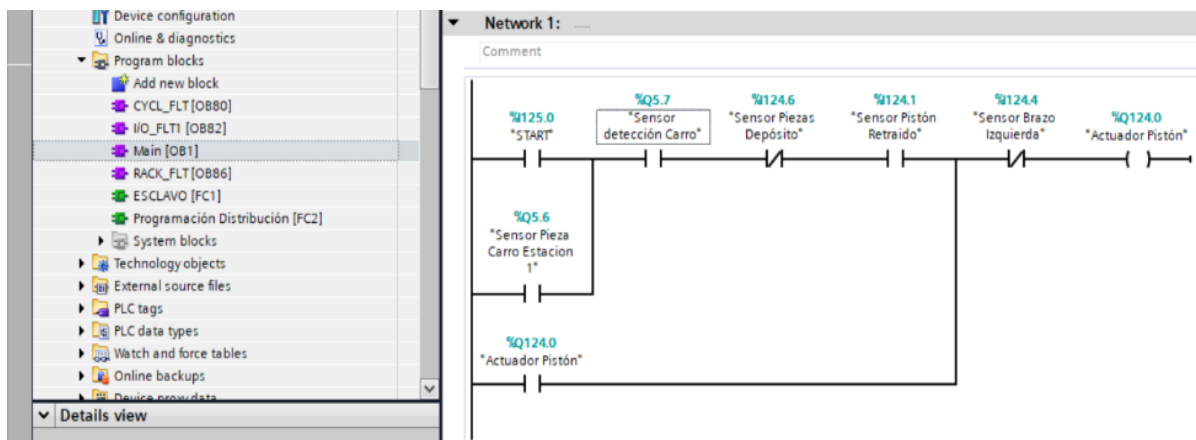 Device configuration
Online & diagnostics
Program blocks
Add new block
CYCL_FLT [OB80]
I/O_FLT1 [OB82]
Main [OB1]
RACK_FLT [OB86]
ESCLAVO [FC1]
Programación Distribución [FC2]
System blocks
Technology objects
External source files
PLC tags
PLC data types
Watch and force tables
Online backups
Device proxy data
Details view
Network 1: .....
Comment
%I125.0
"START"
%Q5.7
"Sensor
detección Carro"
%I124.6
"Sensor Piezas
Depósito"
%I124.1
"Sensor Pistón
Retraido"
%I124.4
"Sensor Brazo
Izquierda"
%Q124.0
"Actuador Pistón"
%Q5.6
"Sensor Pieza
Carro Estacion
1"
%Q124.0
"Actuador Pistón"